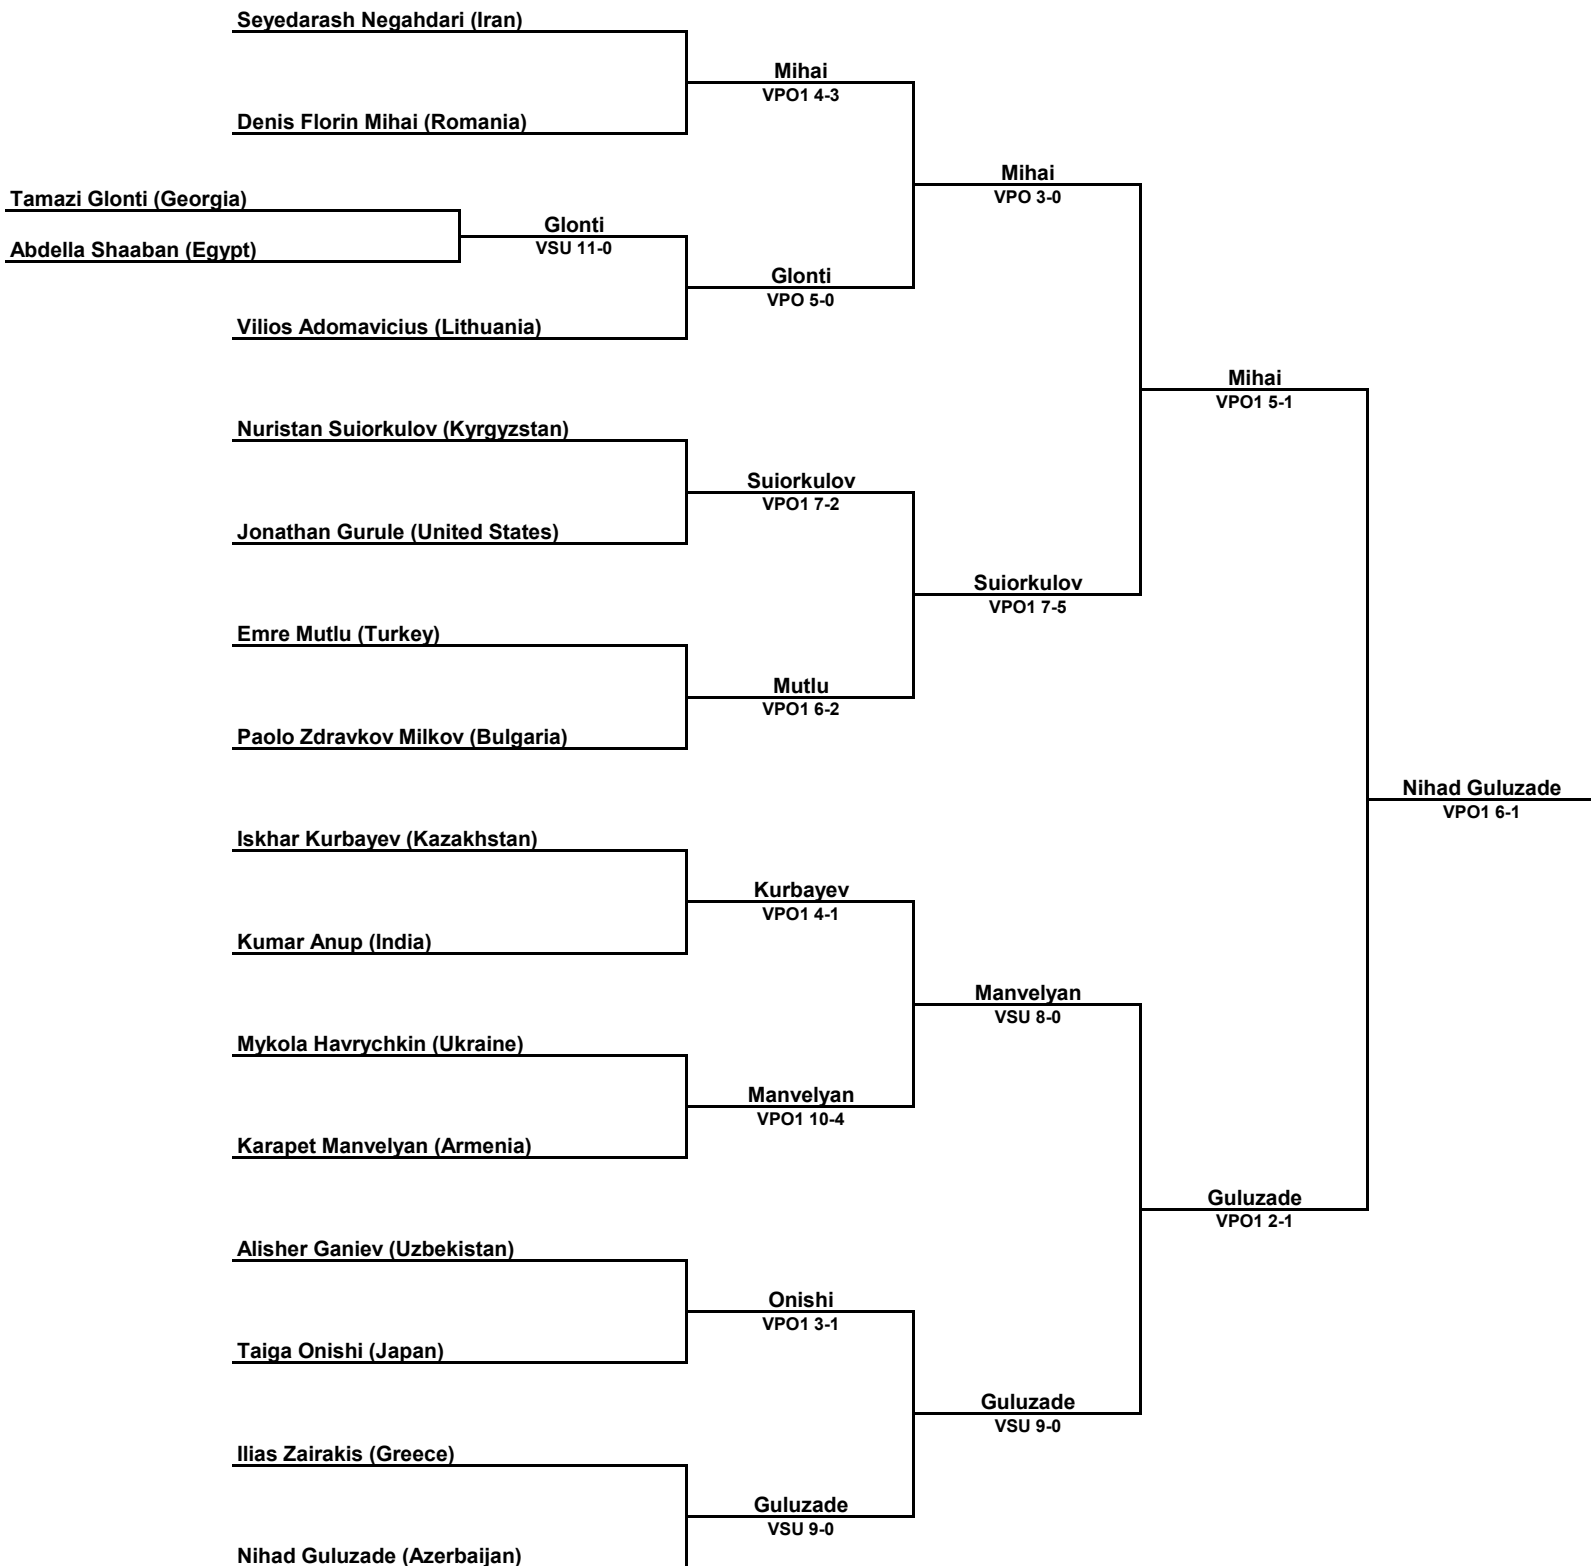 Seyedarash Negahdari (Iran)
Mihai
VPO1 4-3
Denis Florin Mihai (Romania)
Mihai
VPO 3-0
Tamazi Glonti (Georgia)
Glonti
VSU 11-0
Abdella Shaaban (Egypt)
Glonti
VPO 5-0
Vilios Adomavicius (Lithuania)
Mihai
VPO1 5-1
Nuristan Suiorkulov (Kyrgyzstan)
Suiorkulov
VPO1 7-2
Jonathan Gurule (United States)
Suiorkulov
VPO1 7-5
Emre Mutlu (Turkey)
Mutlu
VPO1 6-2
Paolo Zdravkov Milkov (Bulgaria)
Nihad Guluzade
VPO1 6-1
Iskhar Kurbayev (Kazakhstan)
Kurbayev
VPO1 4-1
Kumar Anup (India)
Manvelyan
VSU 8-0
Mykola Havrychkin (Ukraine)
Manvelyan
VPO1 10-4
Karapet Manvelyan (Armenia)
Guluzade
VPO1 2-1
Alisher Ganiev (Uzbekistan)
Onishi
VPO1 3-1
Taiga Onishi (Japan)
Guluzade
VSU 9-0
Ilias Zairakis (Greece)
Guluzade
VSU 9-0
Nihad Guluzade (Azerbaijan)